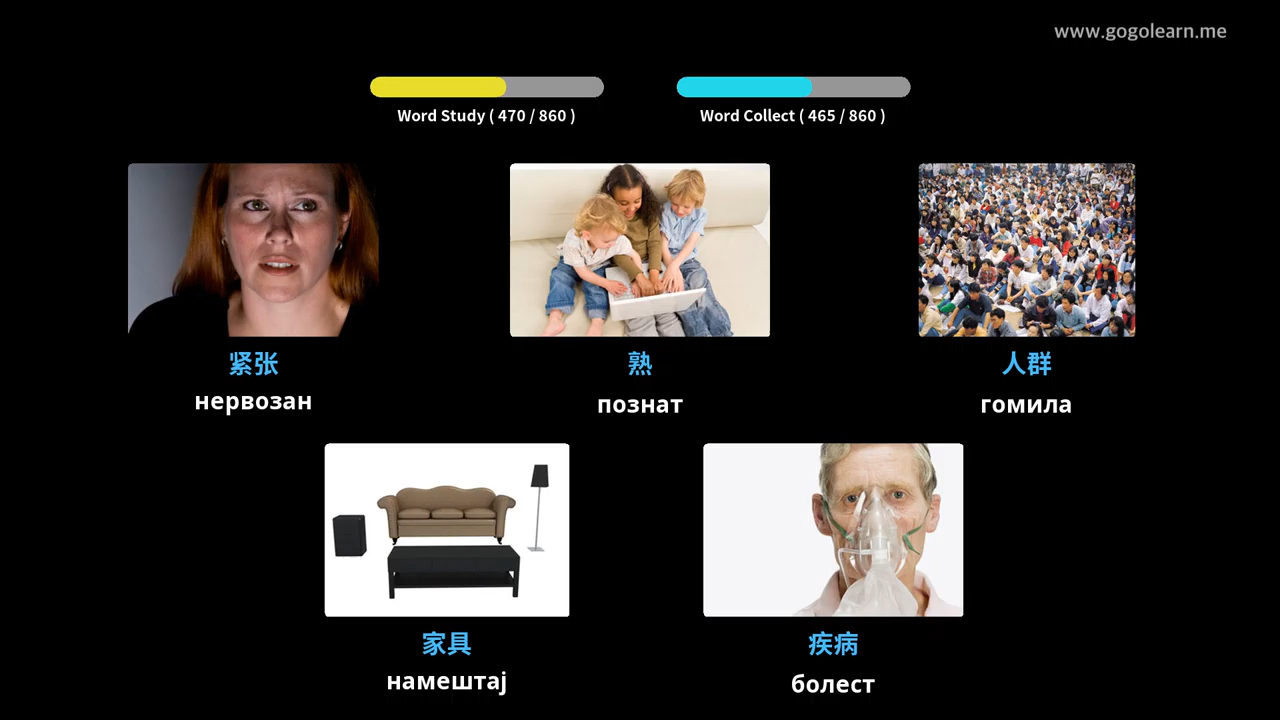 www.gogolearn.me
Word Study ( 470 / 860 )
Word Collect ( 465 / 860 )
紧张
нервозан
熟
познат
人群
гомила
家具
намештај
疾病
болест